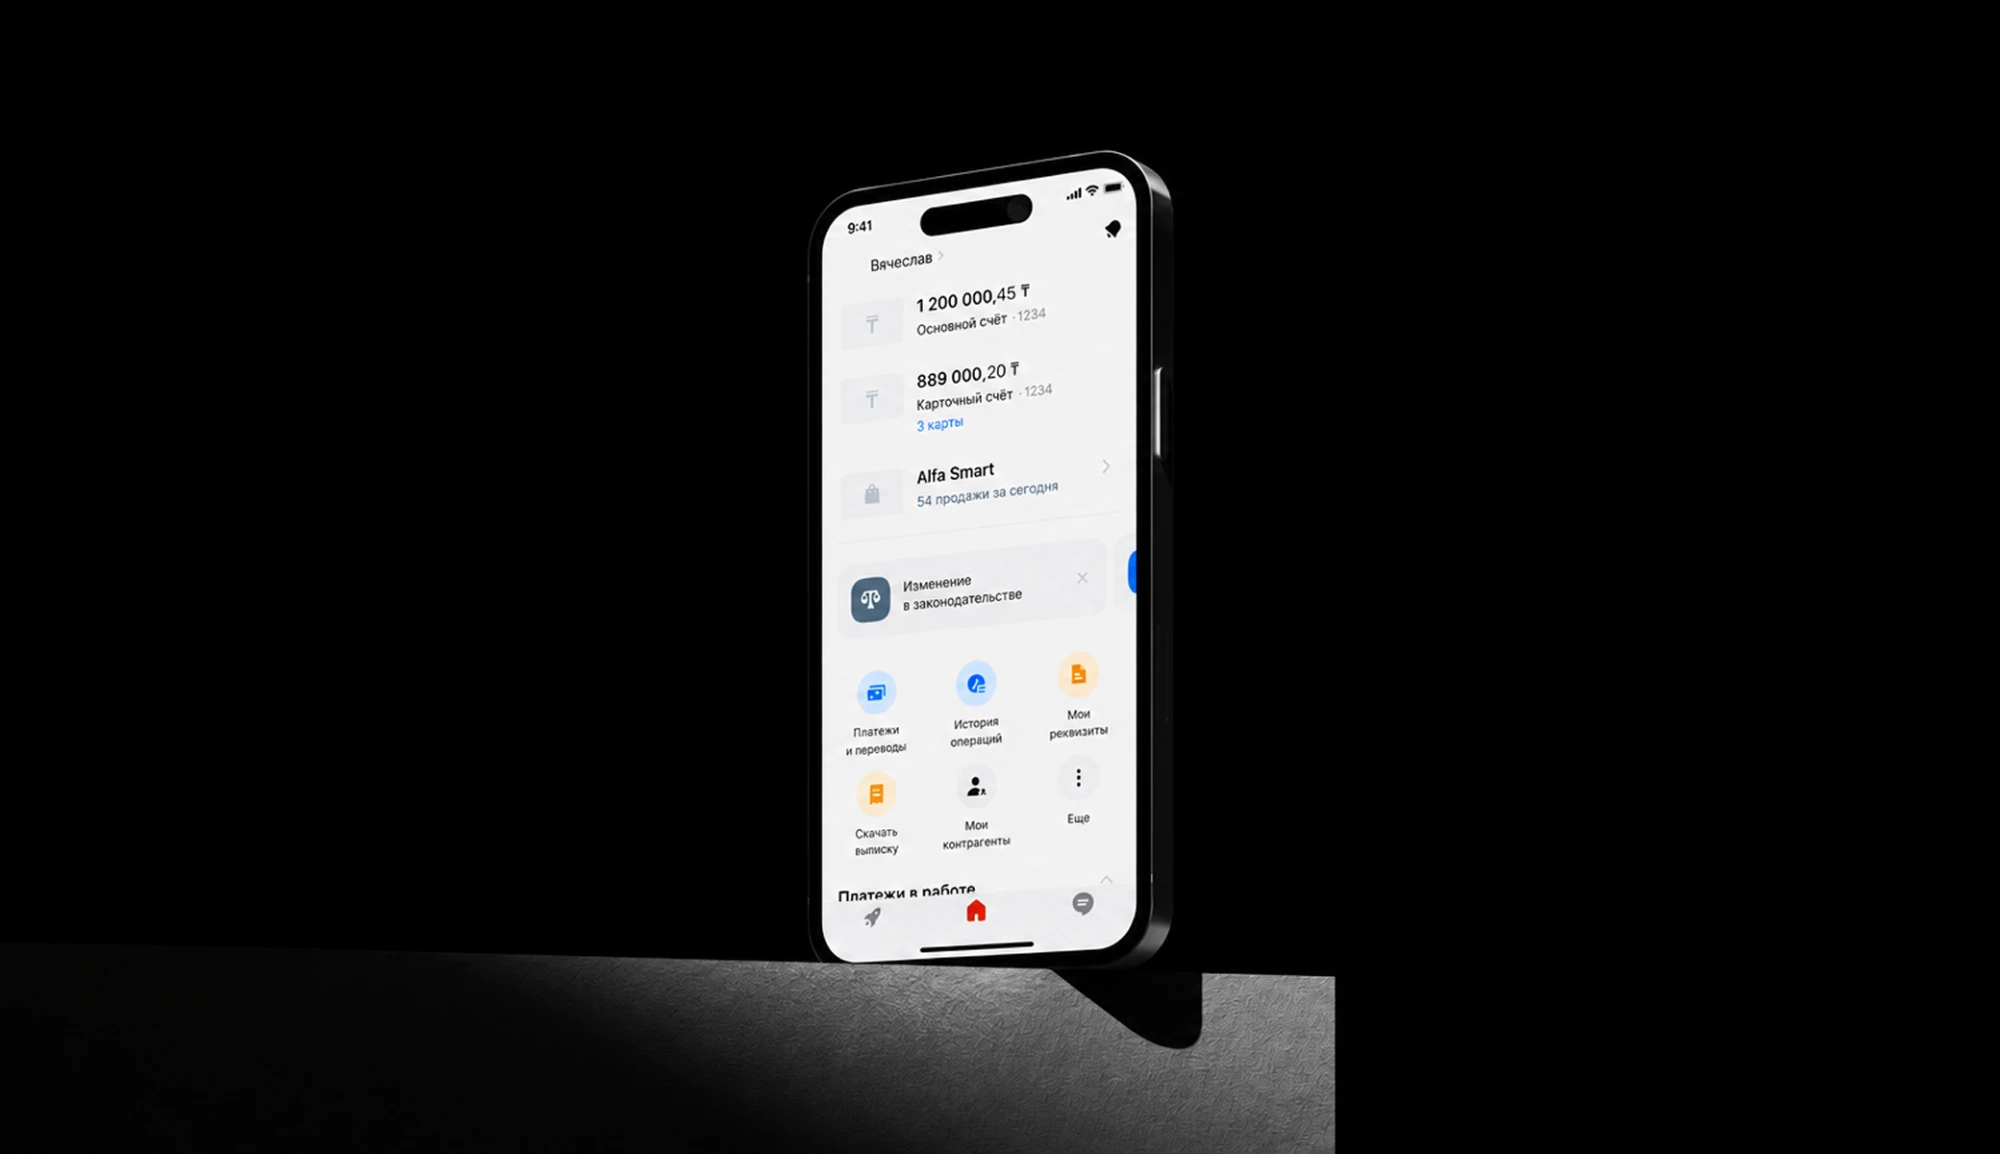 9:41
Вячеслав
1 200 000,45 ₸
Основной счёт · 1234
889 000,20 ₸
Карточный счёт · 1234
3 карты
Alfa Smart
54 продажи за сегодня
Изменение
в законодательстве
Платежи
и переводы
История
операций
Мои
реквизиты
Скачать
выписку
Мои
контрагенты
Еще
Платежи в работе